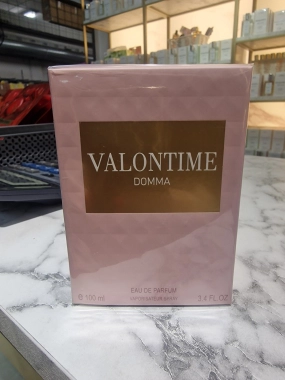 VALONTIME
DOMMA
EAU DE PARFUM
℮ 100 ml 3.4 FL OZ